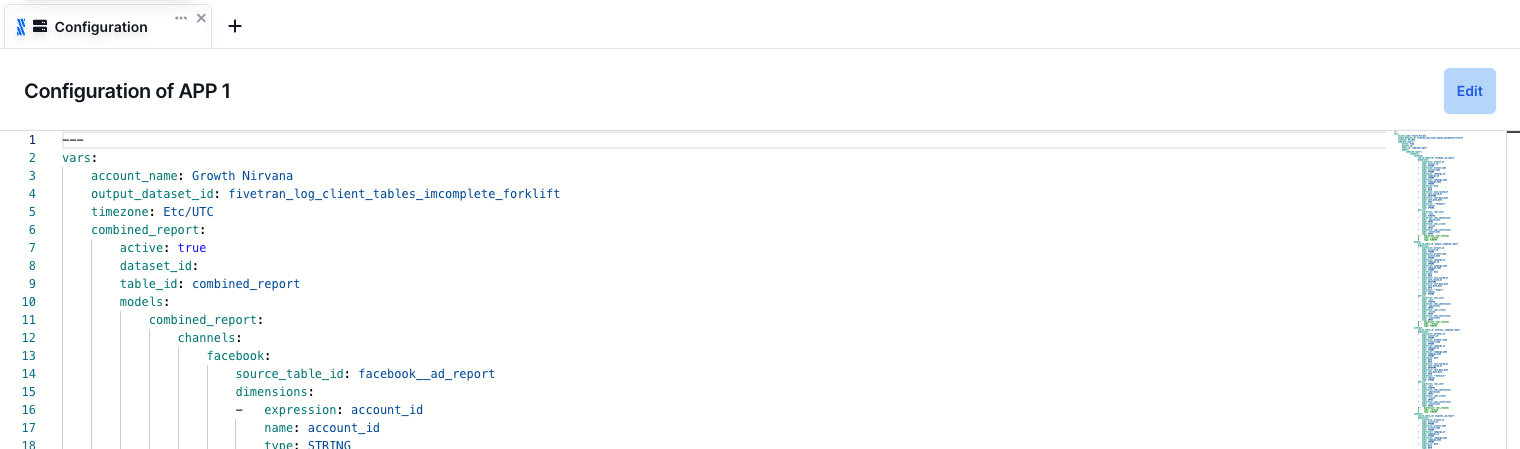 Configuration
Configuration of APP 1
Edit
1 ---
2 vars:
3 account_name: Growth Nirvana
4 output_dataset_id: fivetran_log_client_tables_imcomplete_forklift
5 timezone: Etc/UTC
6 combined_report:
7 active: true
8 dataset_id:
9 table_id: combined_report
10 models:
11 combined_report:
12 channels:
13 facebook:
14 source_table_id: facebook__ad_report
15 dimensions:
16 - expression: account_id
17 name: account_id
18 type: STRING